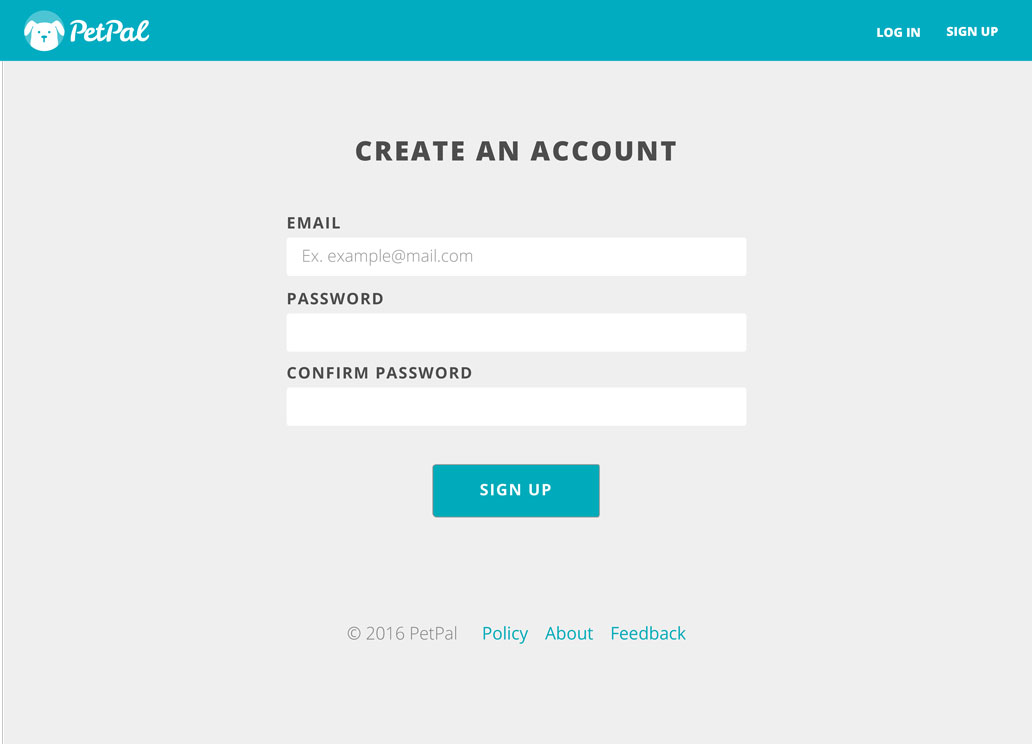 PetPal
LOG IN
SIGN UP
CREATE AN ACCOUNT
EMAIL
Ex. example@mail.com
PASSWORD
CONFIRM PASSWORD
SIGN UP
© 2016 PetPal Policy About Feedback